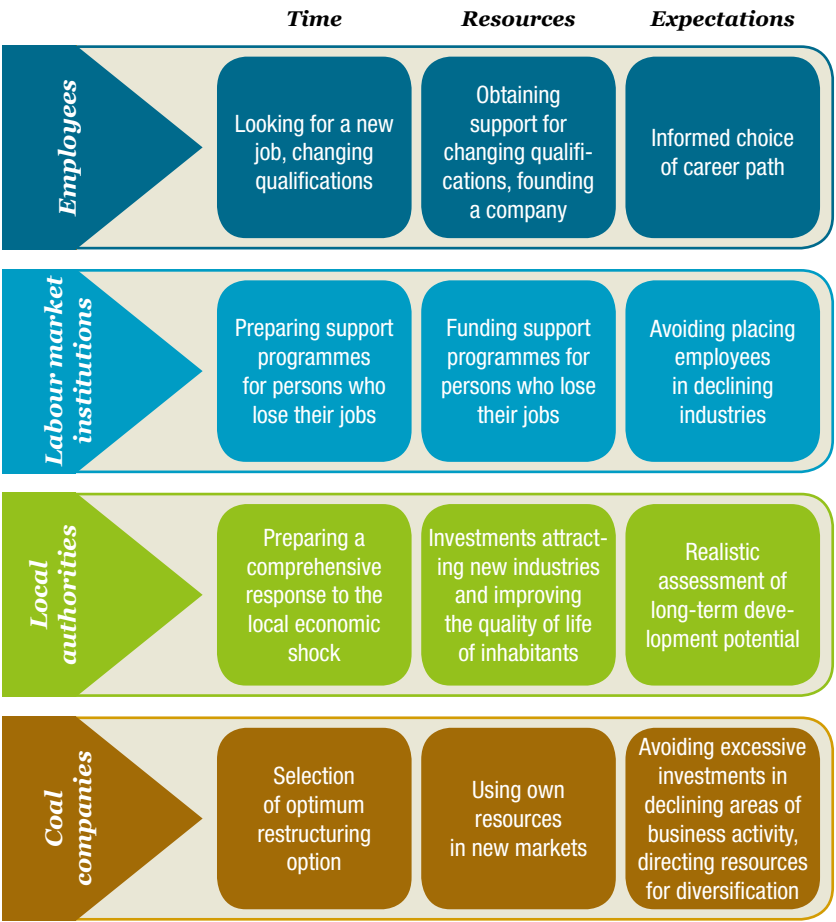 Time Resources Expectations
Employees
Looking for a new
job, changing
qualifications
Obtaining
support for
changing qualifi-
cations, founding
a company
Informed choice
of career path
Labour market
institutions
Preparing support
programmes
for persons who
lose their jobs
Funding support
programmes for
persons who lose
their jobs
Avoiding placing
employees
in declining
industries
Local
authorities
Preparing a
comprehensive
response to the
local economic
shock
Investments attract-
ing new industries
and improving
the quality of life
of inhabitants
Realistic
assessment of
long-term deve-
lopment potential
Coal
companies
Selection
of optimum
restructuring
option
Using own
resources
in new markets
Avoiding excessive
investments in
declining areas of
business activity,
directing resources
for diversification